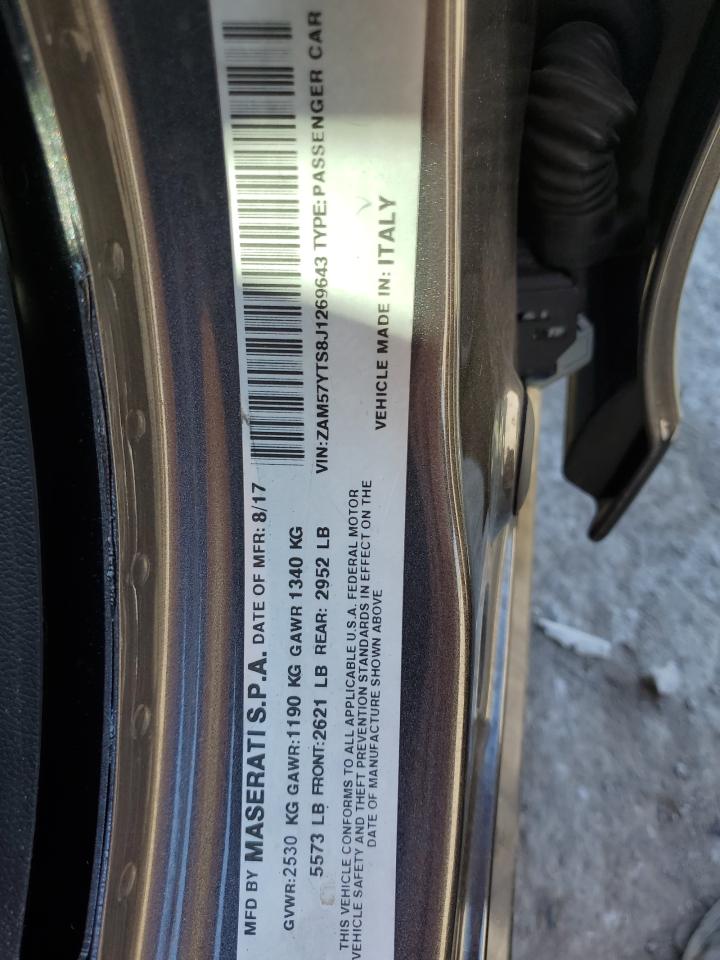 MFD BY MASERATI S.P.A. DATE OF MFR: 8/17
GVWR:2530 KG GAWR:1190 KG GAWR 1340 KG
5573 LB FRONT:2621 LB REAR: 2952 LB
VIN:ZAM57YTS8J1269643 TYPE:PASSENGER CAR
THIS VEHICLE CONFORMS TO ALL APPLICABLE U.S.A. FEDERAL MOTOR
VEHICLE SAFETY AND THEFT PREVENTION STANDARDS IN EFFECT ON THE
DATE OF MANUFACTURE SHOWN ABOVE
VEHICLE MADE IN: ITALY